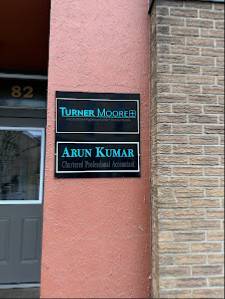 82
TURNER MOORE
ARUN KUMAR
Chartered Professional Accountant